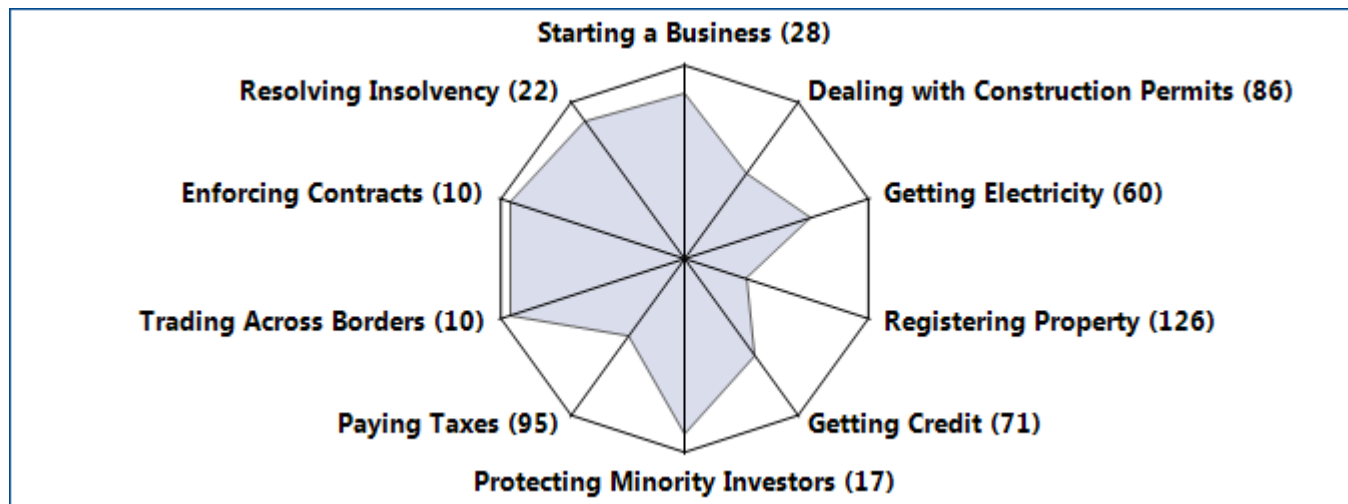 Starting a Business (28)
Resolving Insolvency (22)
Dealing with Construction Permits (86)
Enforcing Contracts (10)
Getting Electricity (60)
Trading Across Borders (10)
Registering Property (126)
Paying Taxes (95)
Getting Credit (71)
Protecting Minority Investors (17)